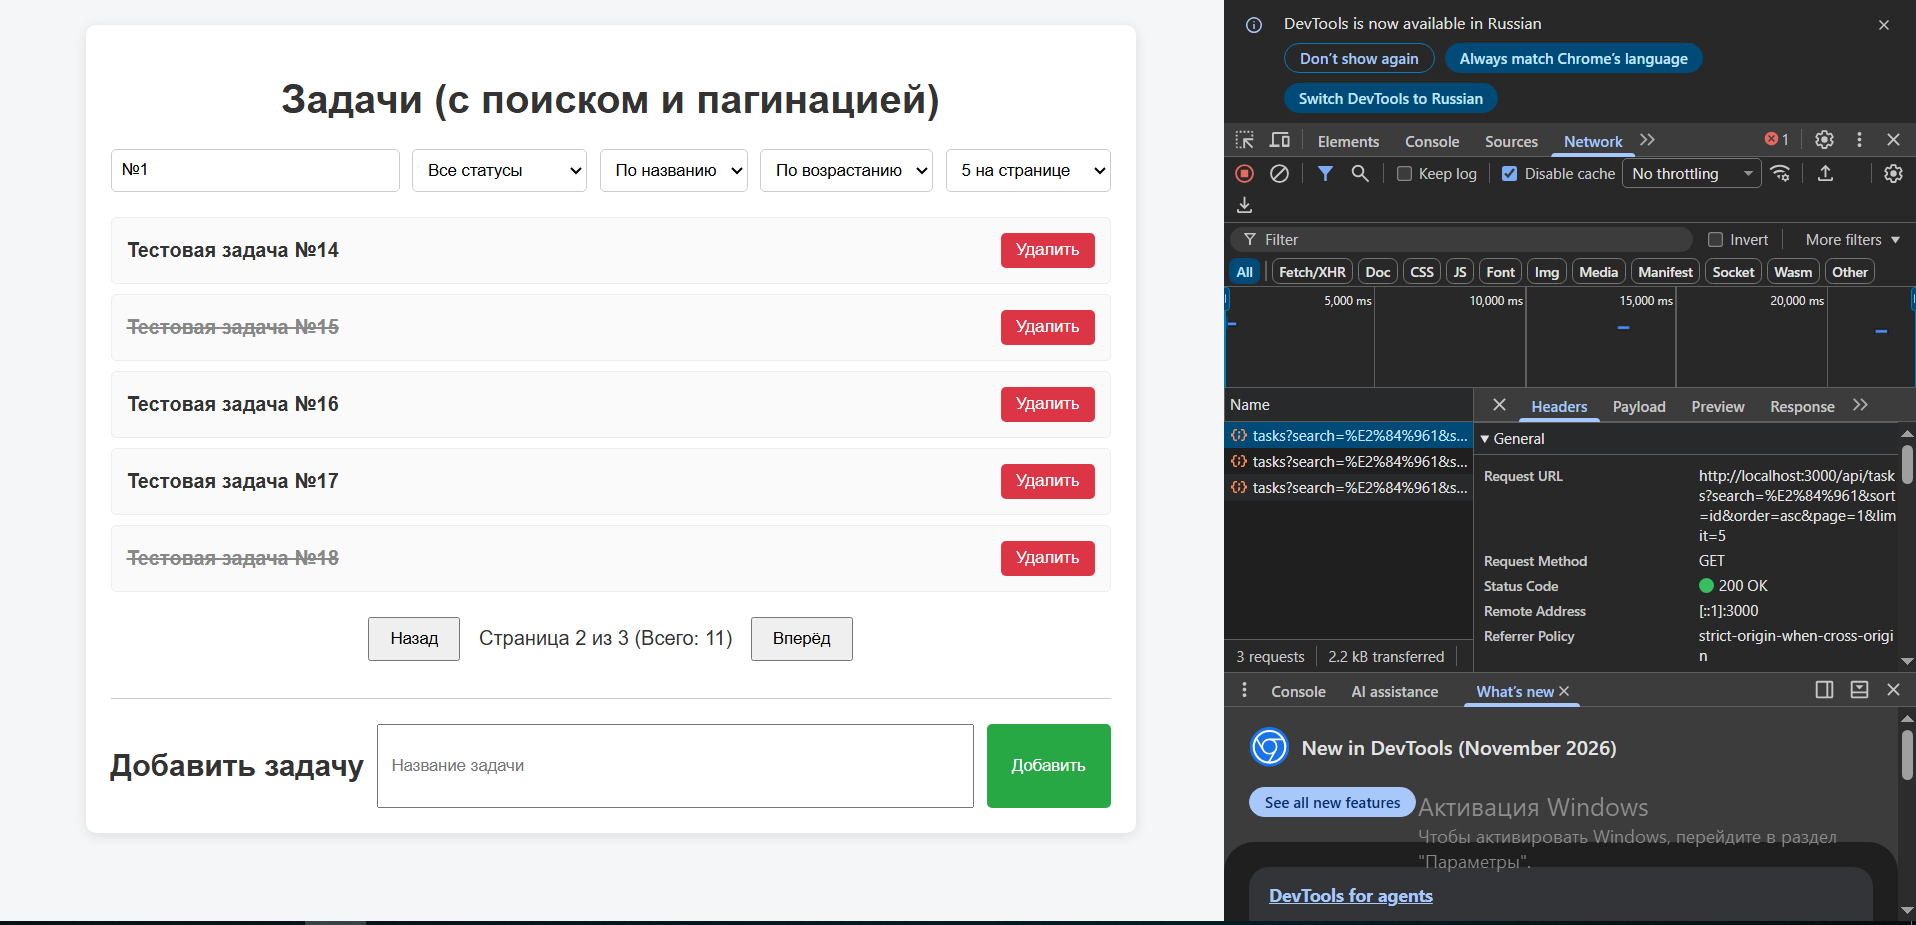 Задачи (с поиском и пагинацией)
№1
Все статусы
По названию
По возрастанию
5 на странице
Тестовая задача №14
Удалить
Тестовая задача №15
Удалить
Тестовая задача №16
Удалить
Тестовая задача №17
Удалить
Тестовая задача №18
Удалить
Назад
Страница 2 из 3 (Всего: 11)
Вперёд
Добавить задачу
Название задачи
Добавить
DevTools is now available in Russian
Don't show again
Always match Chrome's language
Switch DevTools to Russian
Elements
Console
Sources
Network
1
Keep log
Disable cache
No throttling
Filter
Invert
More filters
All
Fetch/XHR
Doc
CSS
JS
Font
Img
Media
Manifest
Socket
Wasm
Other
5,000 ms
10,000 ms
15,000 ms
20,000 ms
Name
tasks?search=%E2%84%961&s...
tasks?search=%E2%84%961&s...
tasks?search=%E2%84%961&s...
3 requests
2.2 kB transferred
Headers
Payload
Preview
Response
General
Request URL
http://localhost:3000/api/task
s?search=%E2%84%961&sort
=id&order=asc&page=1&lim
it=5
Request Method
GET
Status Code
200 OK
Remote Address
[::1]:3000
Referrer Policy
strict-origin-when-cross-origi
n
Console
AI assistance
What's new
New in DevTools (November 2026)
See all new features
Активация Windows
Чтобы активировать Windows, перейдите в раздел
"Параметры".
DevTools for agents